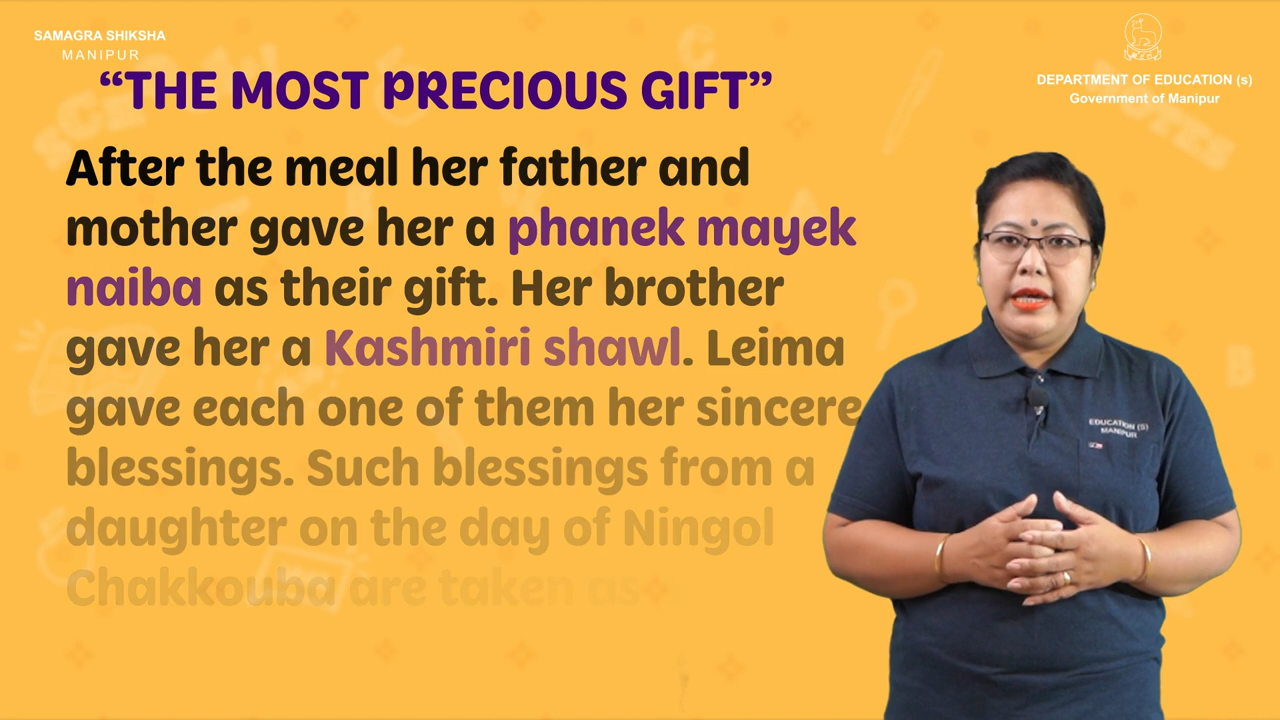 SAMAGRA SHIKSHA
MANIPUR
DEPARTMENT OF EDUCATION (s)
Government of Manipur
“THE MOST PRECIOUS GIFT”
After the meal her father and
mother gave her a phanek mayek
naiba as their gift. Her brother
gave her a Kashmiri shawl. Leima
gave each one of them her sincere
blessings. Such blessings from a
daughter on the day of Ningol
Chakkouba are taken as
EDUCATION (S)
MANIPUR